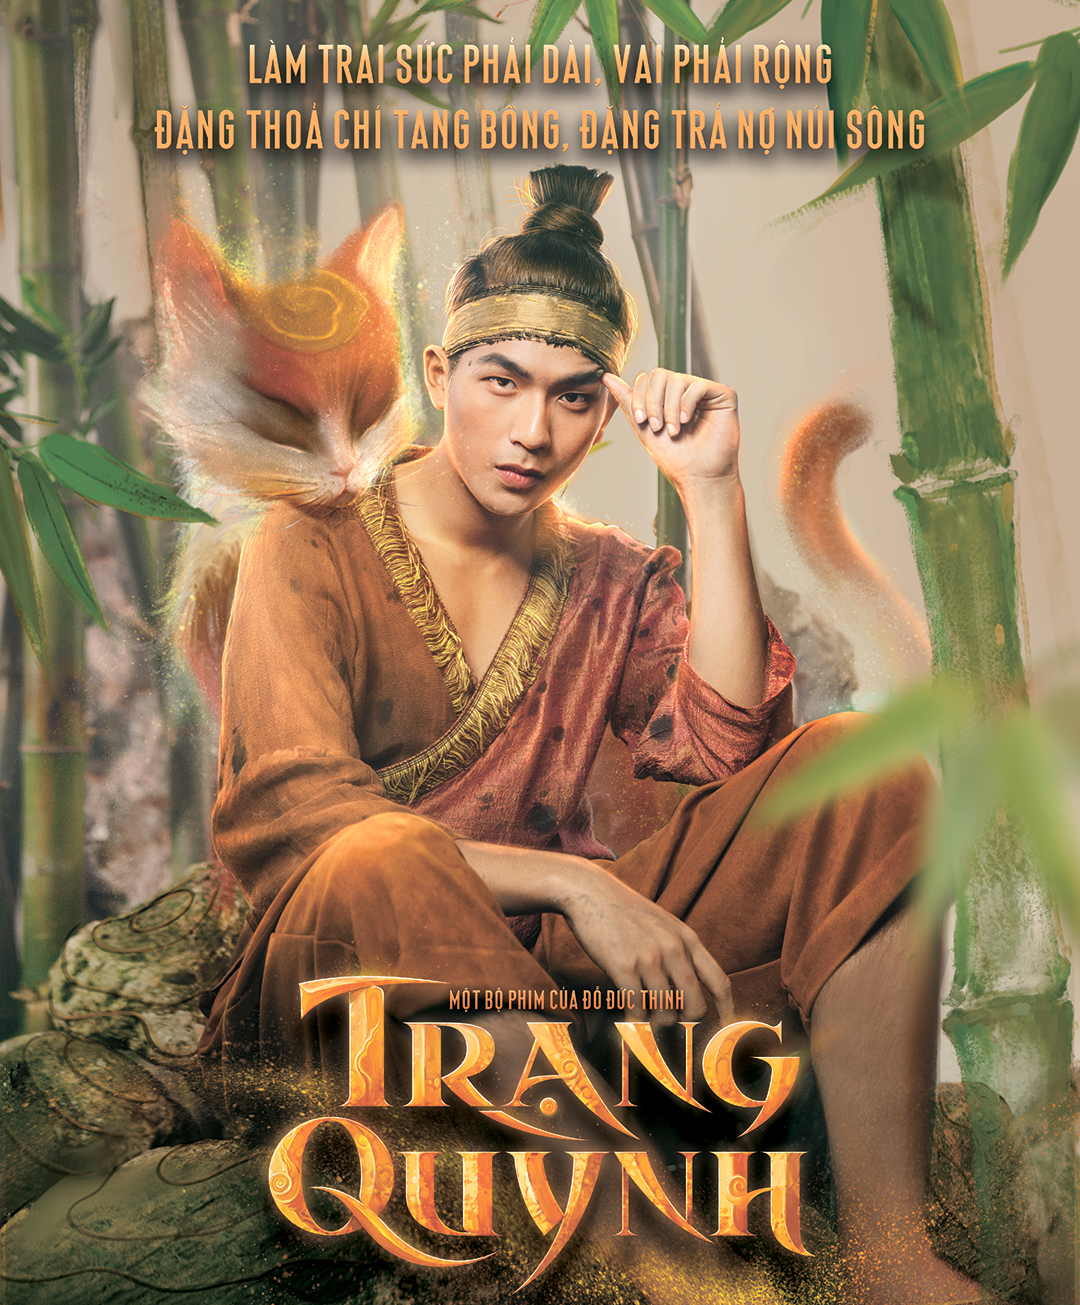 LÀM TRAI SỨC PHẢI DÀI, VAI PHẢI RỘNG
ĐẶNG THOẢ CHÍ TANG BỒNG, ĐẶNG TRẢ NỢ NÚI SÔNG
MỘT BỘ PHIM CỦA ĐỖ ĐỨC THỊNH
TRẠNG
QUỲNH